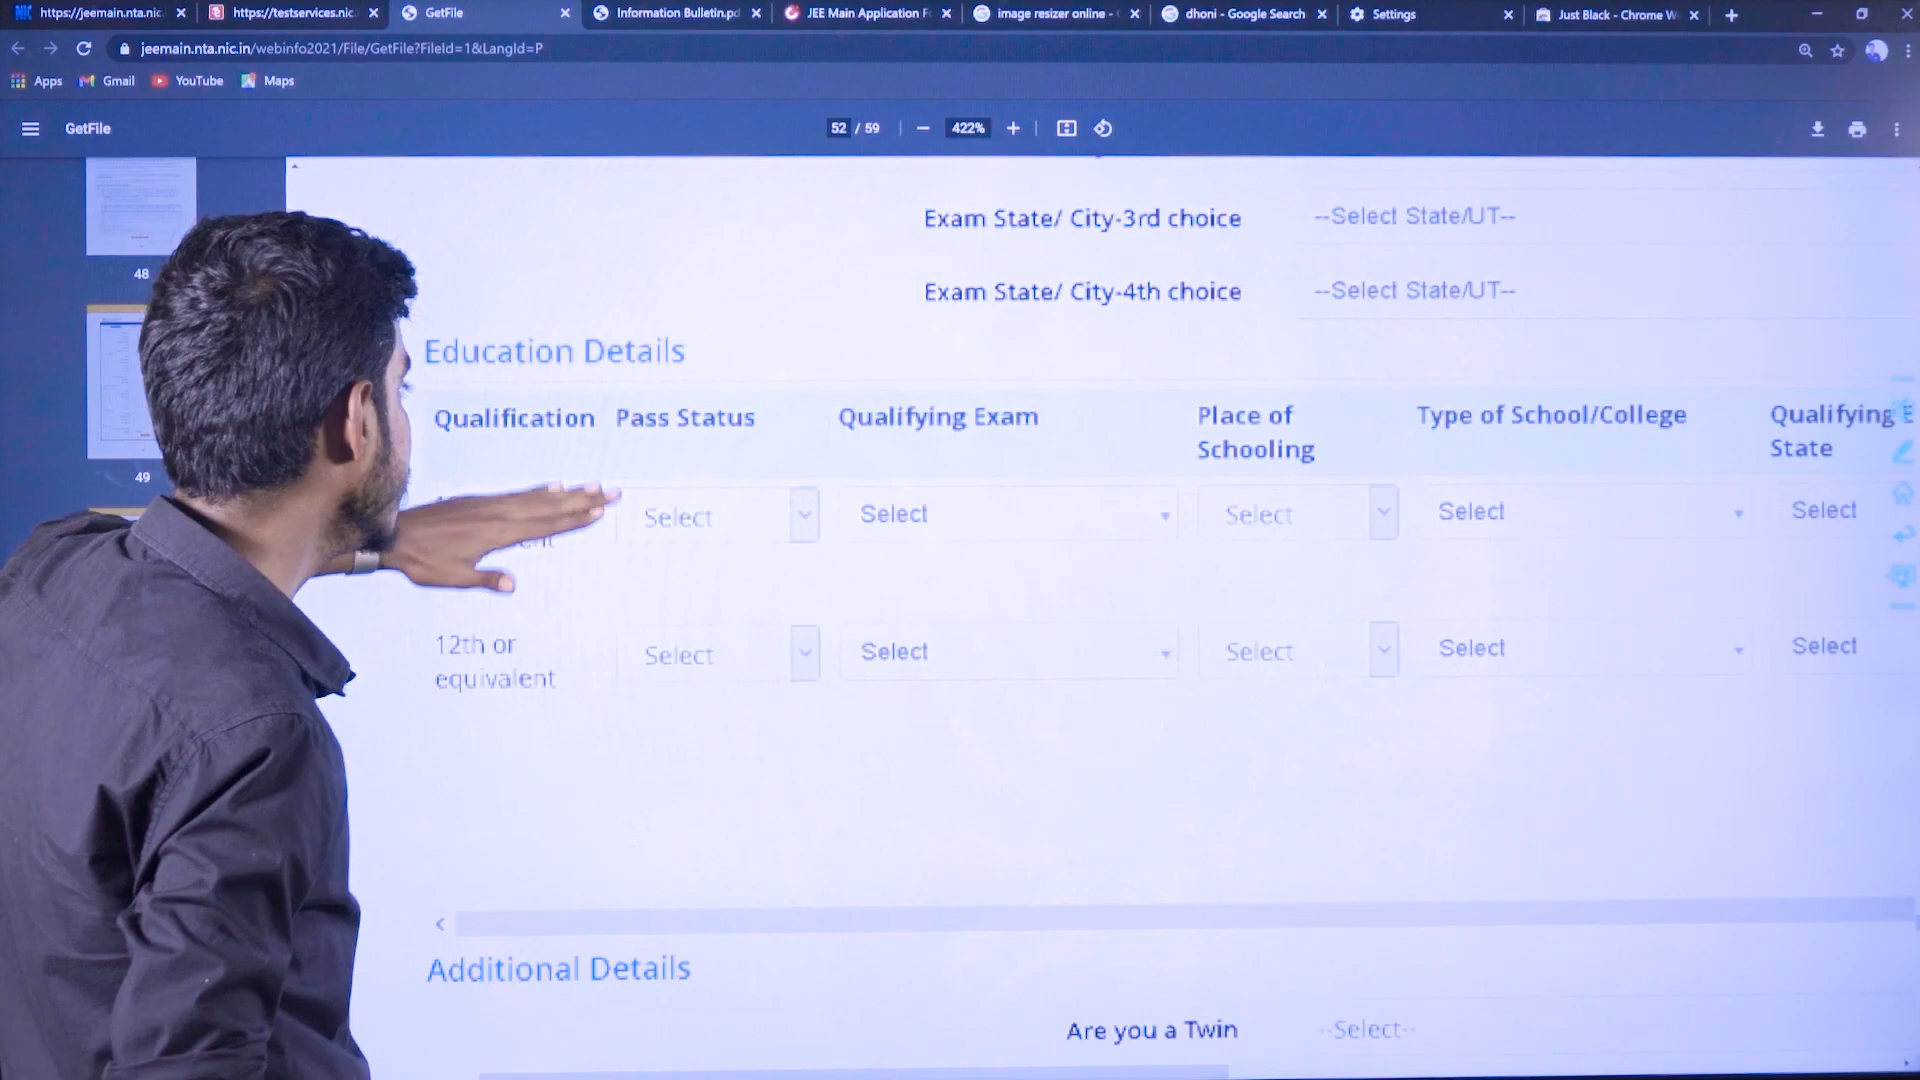 https://jeemain.nta.nic.
https://testservices.nic.
GetFile
Information Bulletin.pd
JEE Main Application F
image resizer online -
dhoni - Google Search
Settings
Just Black - Chrome W
jeemain.nta.nic.in/webinfo2021/File/GetFile?FileId=1&LangId=P
Apps
Gmail
YouTube
Maps
GetFile
52 / 59
422%
48
49
Exam State/ City-3rd choice
--Select State/UT--
Exam State/ City-4th choice
--Select State/UT--
Education Details
Qualification
Pass Status
Qualifying Exam
Place of
Schooling
Type of School/College
Qualifying E
State
Select
Select
Select
Select
Select
12th or
equivalent
Select
Select
Select
Select
Select
Additional Details
Are you a Twin
--Select--